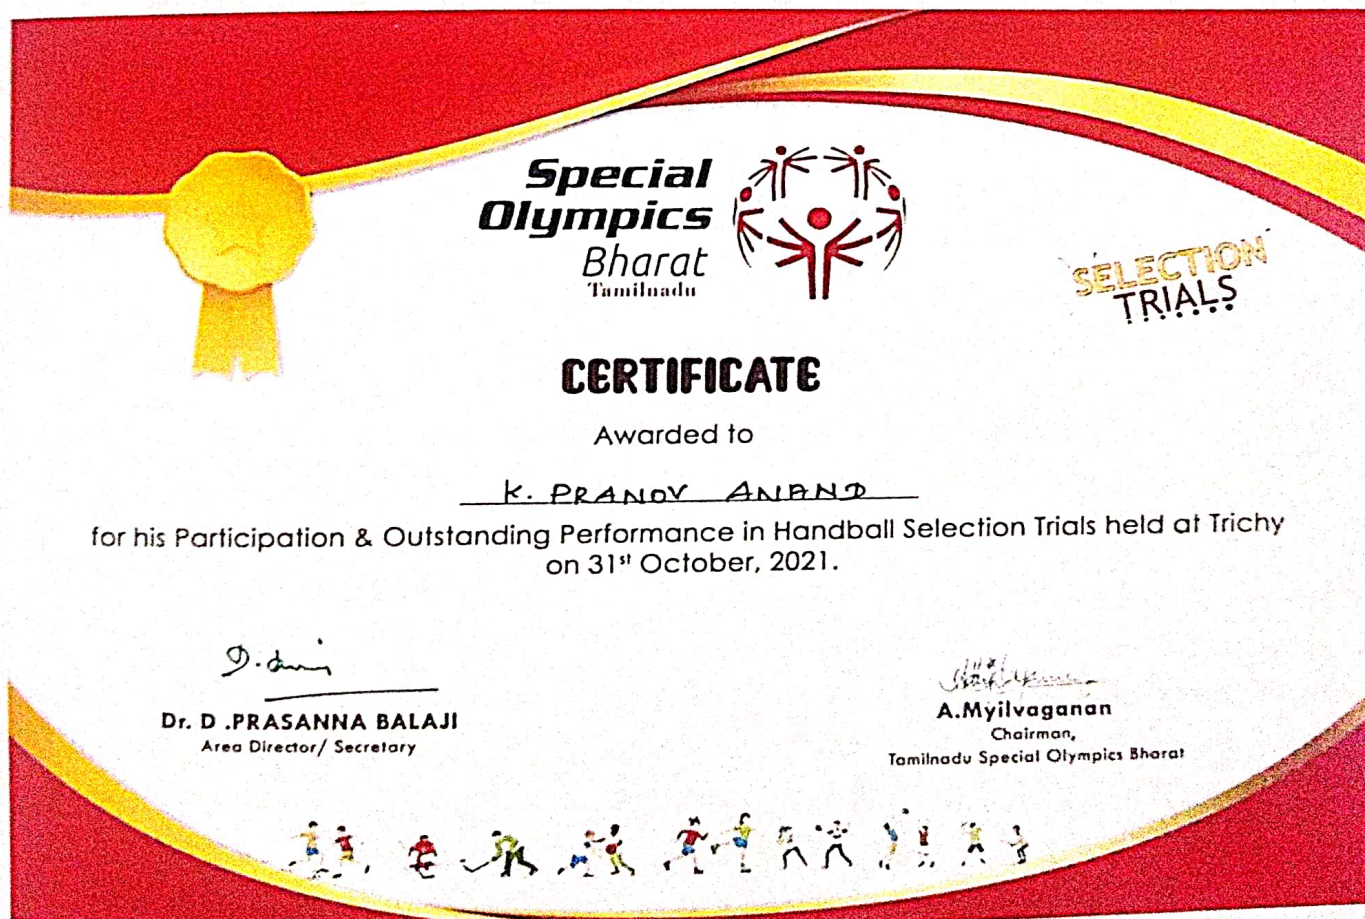 Special
Olympics
Bharat
Tamilnadu
SELECTION
TRIALS
CERTIFICATE
Awarded to
K. PRANOV ANAND
for his Participation & Outstanding Performance in Handball Selection Trials held at Trichy
on 31st October, 2021.
Dr. D .PRASANNA BALAJI
Area Director/ Secretary
A.Myilvaganan
Chairman,
Tamilnadu Special Olympics Bharat